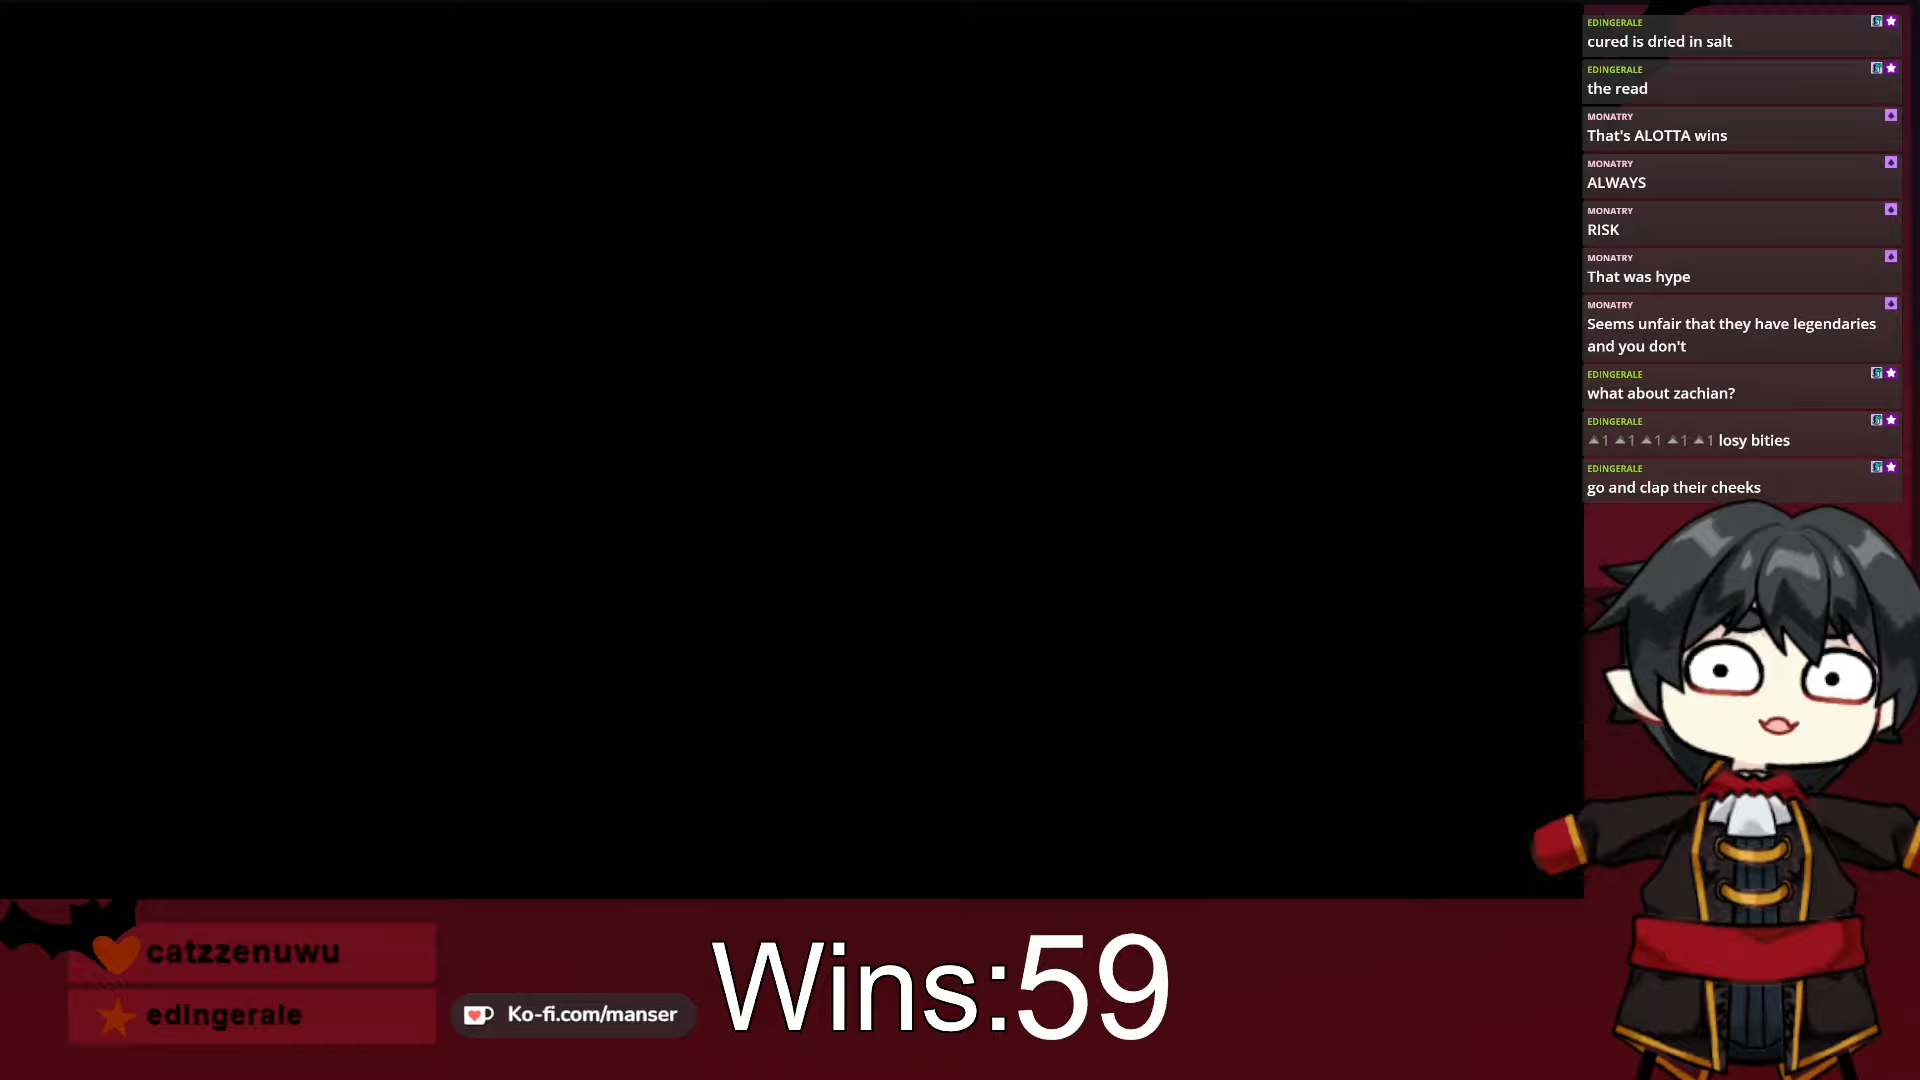 EDINGERALE
cured is dried in salt
EDINGERALE
the read
MONATRY
That's ALOTTA wins
MONATRY
ALWAYS
MONATRY
RISK
MONATRY
That was hype
MONATRY
Seems unfair that they have legendaries
and you don't
EDINGERALE
what about zachian?
EDINGERALE
1 1 1 1 1 losy bities
EDINGERALE
go and clap their cheeks
catzzenuwu
edingerale
Ko-fi.com/manser
Wins:59